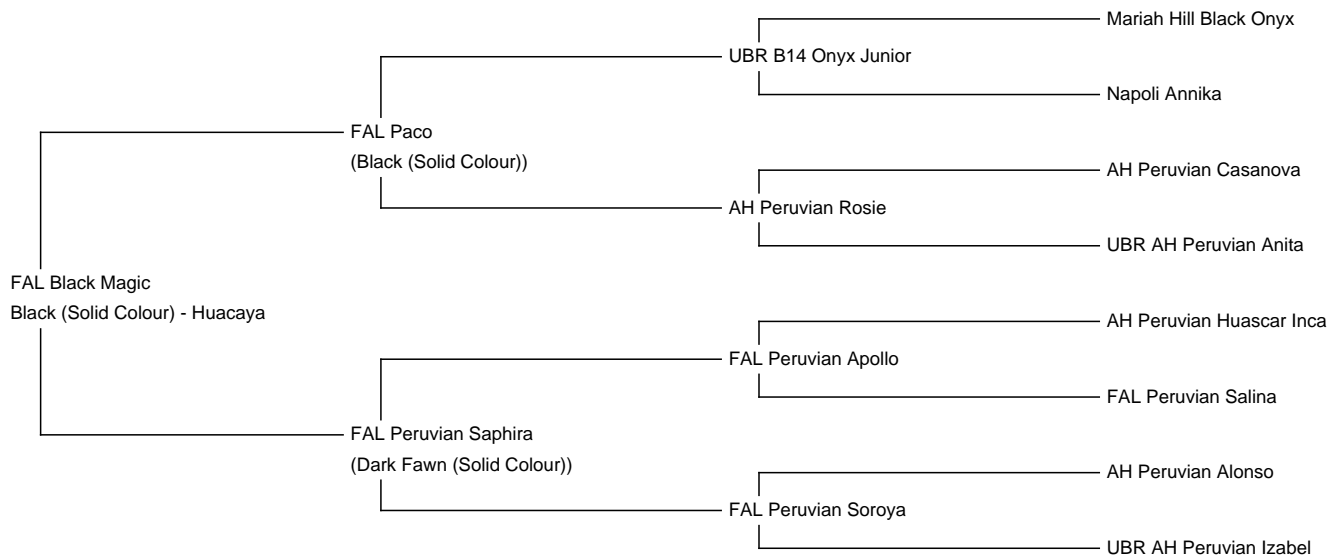 Mariah Hill Black Onyx
UBR B14 Onyx Junior
Napoli Annika
FAL Paco
(Black (Solid Colour))
AH Peruvian Casanova
AH Peruvian Rosie
UBR AH Peruvian Anita
FAL Black Magic
Black (Solid Colour) - Huacaya
AH Peruvian Huascar Inca
FAL Peruvian Apollo
FAL Peruvian Salina
FAL Peruvian Saphira
(Dark Fawn (Solid Colour))
AH Peruvian Alonso
FAL Peruvian Soroya
UBR AH Peruvian Izabel